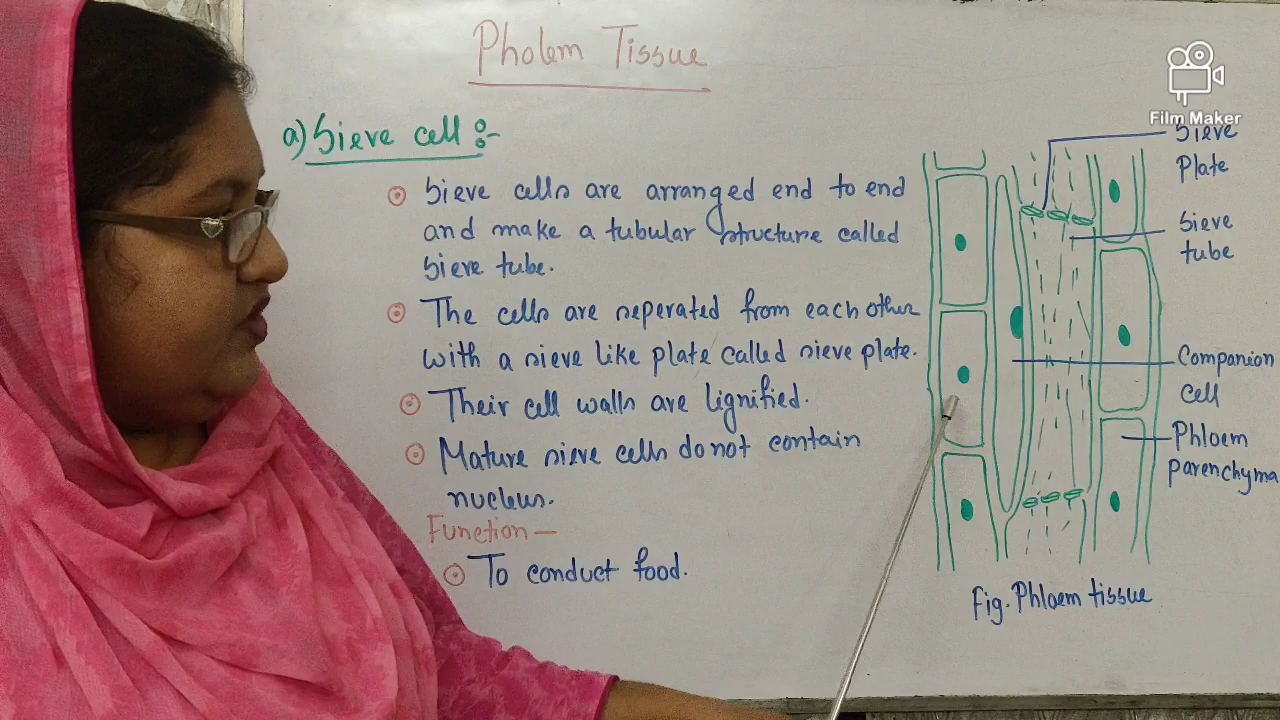 Pholem Tissue
a) Sieve cell :-
Sieve cells are arranged end to end
and make a tubular structure called
Sieve tube.
The cells are seperated from each other
with a sieve like plate called sieve plate.
Their cell walls are lignified.
Mature sieve cells do not contain
nucleus.
Function —
To conduct food.
Film Maker
Sieve
Plate
Sieve
tube
Companion
cell
Phloem
parenchyma
Fig. Phloem tissue